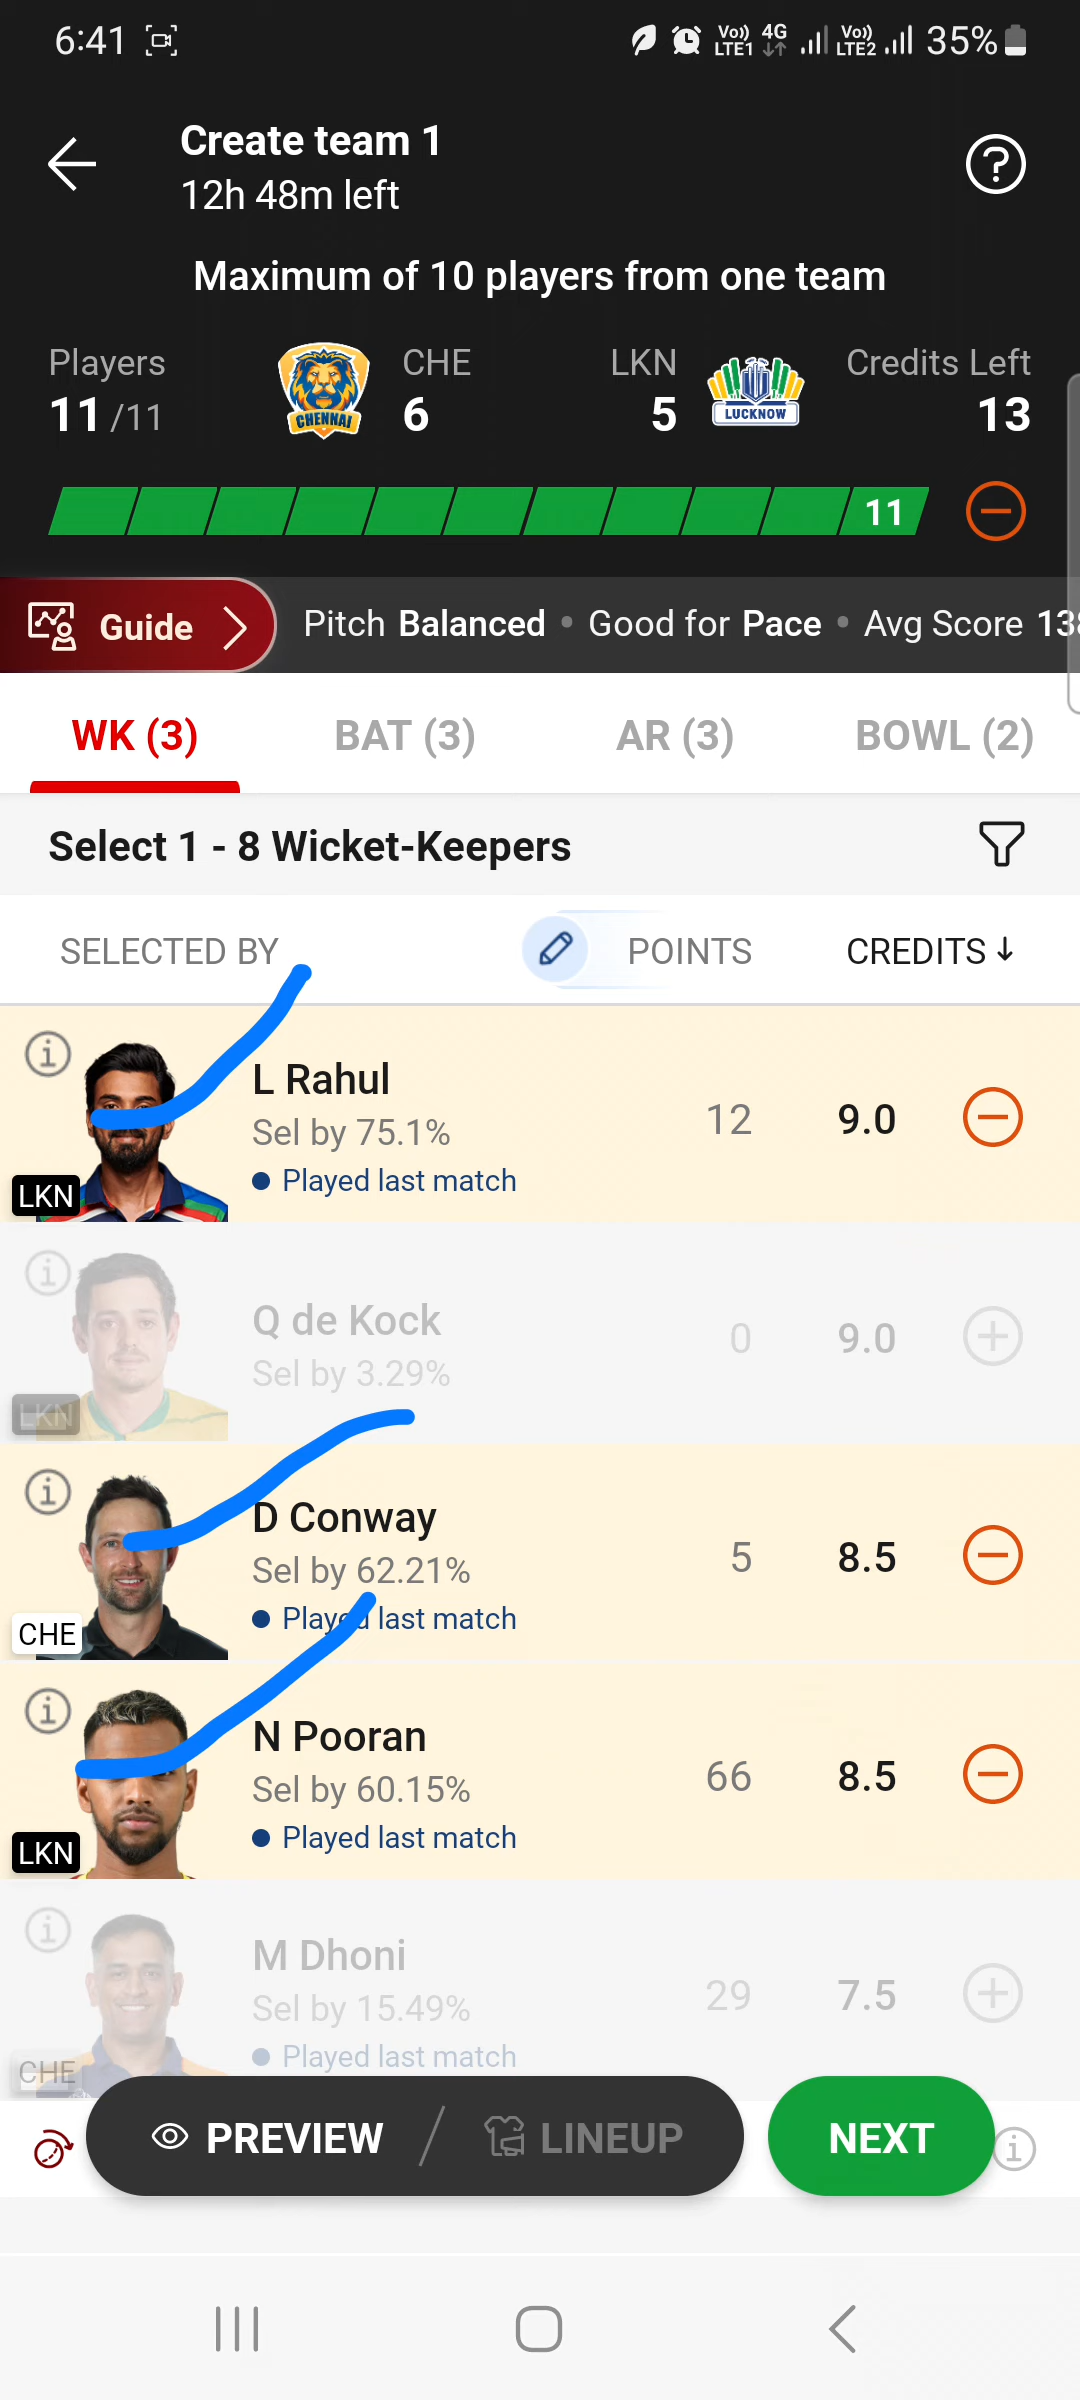 6:41 Vo)) LTE1 4G Vo)) LTE2 35%
Create team 1
12h 48m left
Maximum of 10 players from one team
Players CHE LKN Credits Left
11/11 CHENNAI 6 5 LUCKNOW 13
11
Guide Pitch Balanced • Good for Pace • Avg Score 138
WK (3) BAT (3) AR (3) BOWL (2)
Select 1 - 8 Wicket-Keepers
SELECTED BY POINTS CREDITS↓
L Rahul
Sel by 75.1% 12 9.0
Played last match
LKN
Q de Kock
Sel by 3.29% 0 9.0
LKN
D Conway
Sel by 62.21% 5 8.5
Played last match
CHE
N Pooran
Sel by 60.15% 66 8.5
Played last match
LKN
M Dhoni
Sel by 15.49% 29 7.5
Played last match
CHE
PREVIEW / LINEUP NEXT